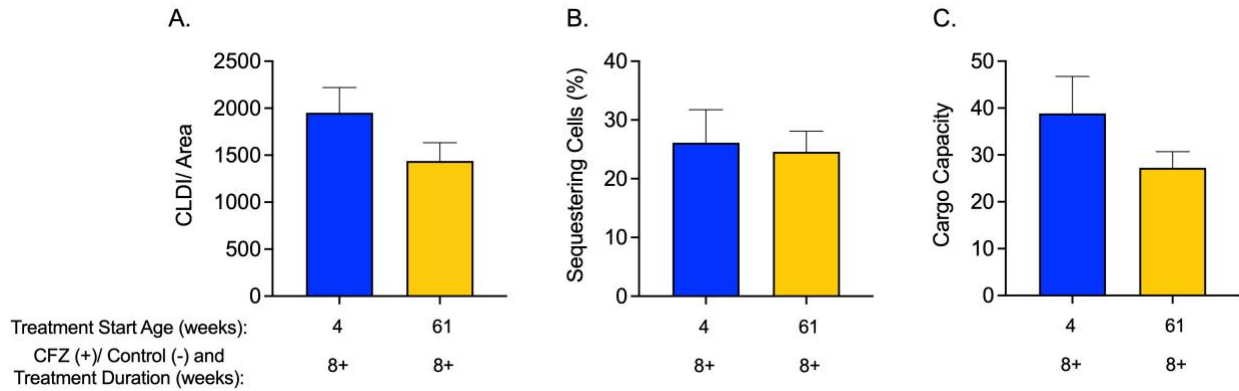 A.
2500
2000
1500
1000
500
0
CLDI/ Area
B.
40
30
20
10
0
Sequestering Cells (%)
C.
50
40
30
20
10
0
Cargo Capacity
Treatment Start Age (weeks): 4 61 4 61 4 61
CFZ (+)/ Control (-) and
Treatment Duration (weeks): 8+ 8+ 8+ 8+ 8+ 8+